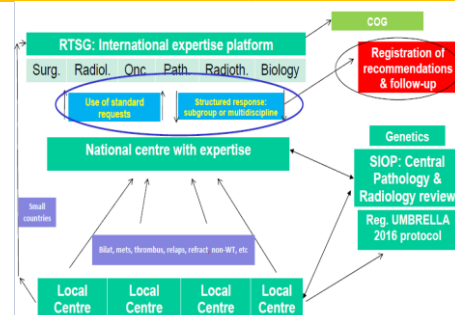 COG
RTSG: International expertise platform
Surg. Radiol. Onc. Path. Radioth. Biology
Registration of
recommendations
& follow-up
Use of standard
requests
Structured response:
subgroup or multidiscipline
National centre with expertise
Genetics
SIOP: Central
Pathology &
Radiology review
Reg. UMBRELLA
2016 protocol
Small
countries
Bilat, mets, thrombus, relaps, refract non-WT, etc
Local
Centre
Local
Centre
Local
Centre
Local
Centre